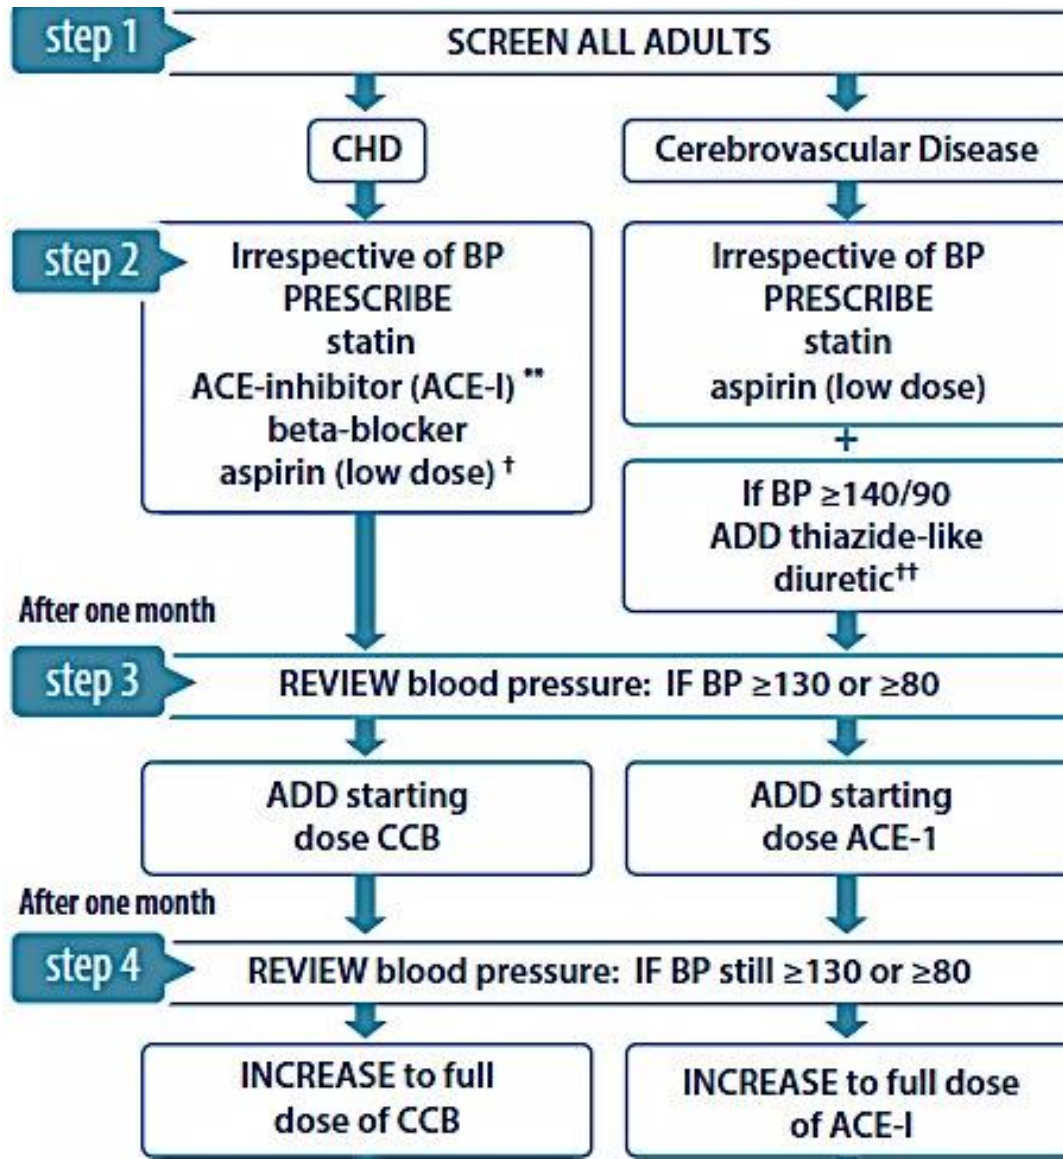 step 1
SCREEN ALL ADULTS
CHD
Cerebrovascular Disease
step 2
Irrespective of BP
PRESCRIBE
statin
ACE-inhibitor (ACE-I) **
beta-blocker
aspirin (low dose) †
Irrespective of BP
PRESCRIBE
statin
aspirin (low dose)
+
If BP ≥140/90
ADD thiazide-like
diuretic††
After one month
step 3
REVIEW blood pressure: IF BP ≥130 or ≥80
ADD starting
dose CCB
ADD starting
dose ACE-1
After one month
step 4
REVIEW blood pressure: IF BP still ≥130 or ≥80
INCREASE to full
dose of CCB
INCREASE to full dose
of ACE-I